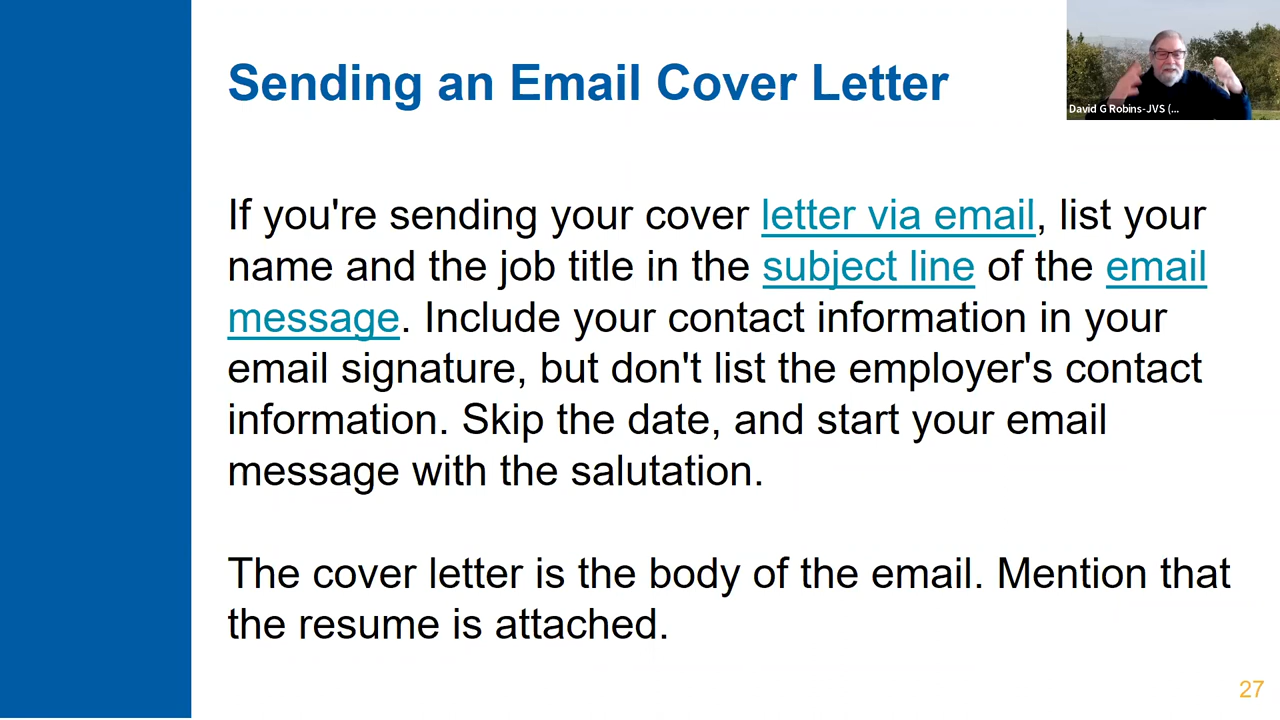 Sending an Email Cover Letter
David G Robins-JVS (...
If you're sending your cover letter via email, list your
name and the job title in the subject line of the email
message. Include your contact information in your
email signature, but don't list the employer's contact
information. Skip the date, and start your email
message with the salutation.
The cover letter is the body of the email. Mention that
the resume is attached.
27